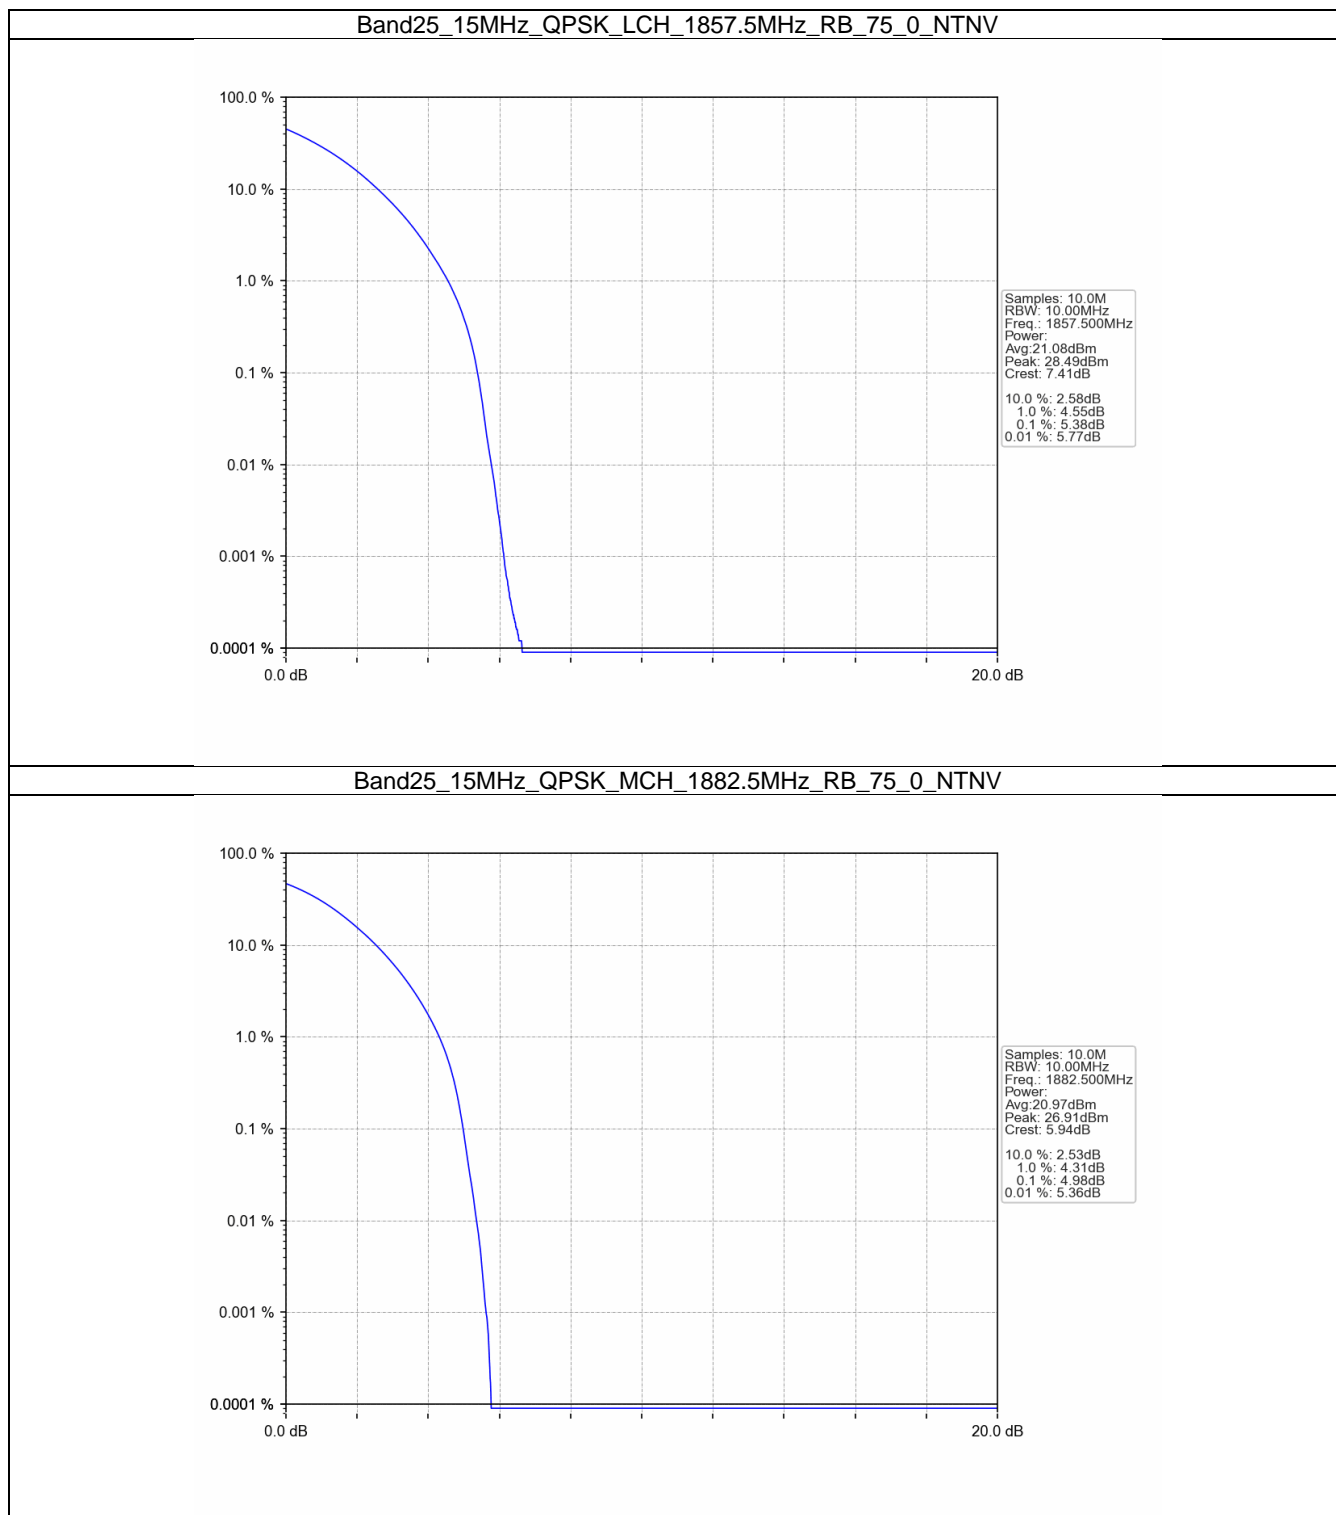 Band25_15MHz_QPSK_LCH_1857.5MHz_RB_75_0_NTNV
100.0 %
10.0 %
1.0 %
0.1 %
0.01 %
0.001 %
0.0001 %
0.0 dB
20.0 dB
Samples: 10.0M
RBW: 10.00MHz
Freq.: 1857.500MHz
Power:
Avg:21.08dBm
Peak: 28.49dBm
Crest: 7.41dB
10.0 %: 2.58dB
1.0 %: 4.55dB
0.1 %: 5.38dB
0.01 %: 5.77dB
Band25_15MHz_QPSK_MCH_1882.5MHz_RB_75_0_NTNV
100.0 %
10.0 %
1.0 %
0.1 %
0.01 %
0.001 %
0.0001 %
0.0 dB
20.0 dB
Samples: 10.0M
RBW: 10.00MHz
Freq.: 1882.500MHz
Power:
Avg:20.97dBm
Peak: 26.91dBm
Crest: 5.94dB
10.0 %: 2.53dB
1.0 %: 4.31dB
0.1 %: 4.98dB
0.01 %: 5.36dB